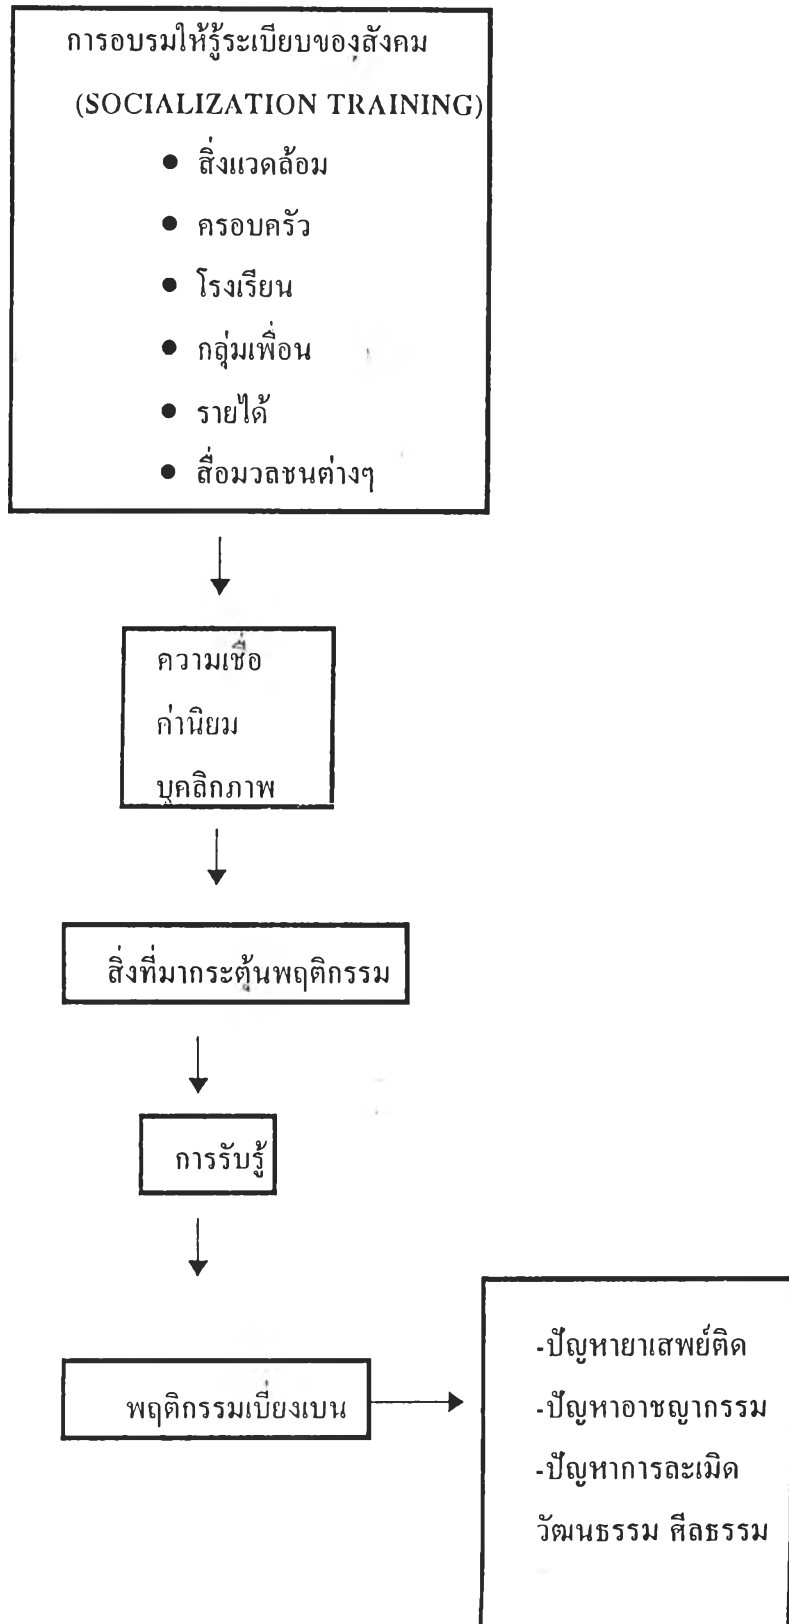 การอบรมให้รู้ระเบียบของสังคม
(SOCIALIZATION TRAINING)
● สิ่งแวดล้อม
● ครอบครัว
● โรงเรียน
● กลุ่มเพื่อน
● รายได้
● สื่อมวลชนต่างๆ
ความเชื่อ
ค่านิยม
บุคลิกภาพ
สิ่งที่มากระตุ้นพฤติกรรม
การรับรู้
พฤติกรรมเบี่ยงเบน
-ปัญหายาเสพย์ติด
-ปัญหาอาชญากรรม
-ปัญหาการละเมิด
วัฒนธรรม ศีลธรรม